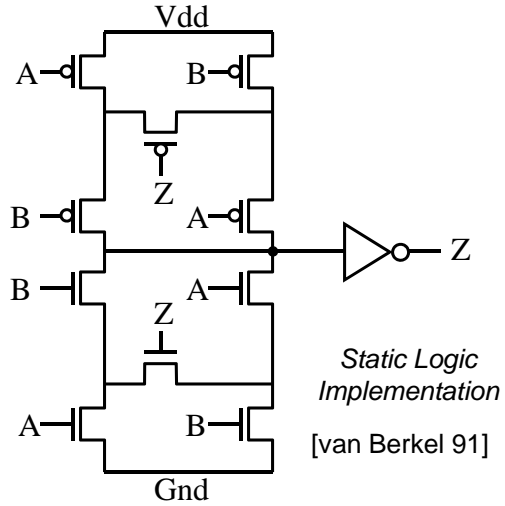 Vdd
A B
Z
B A
Z
B A
Z
Static Logic
Implementation
A B
[van Berkel 91]
Gnd